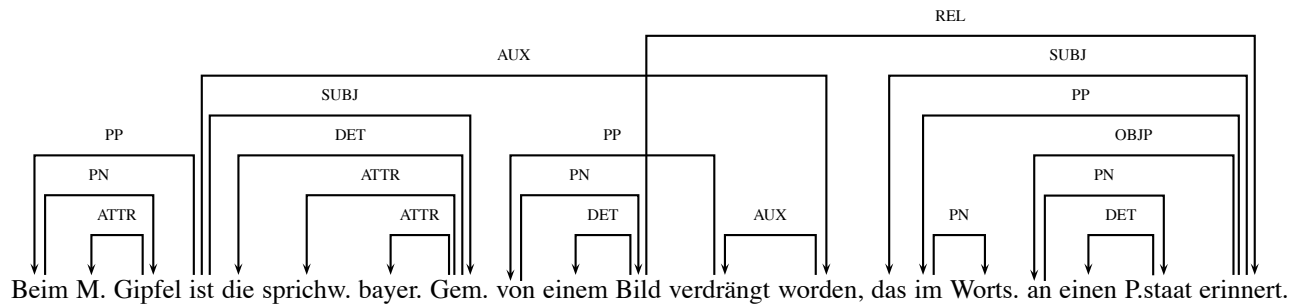 REL
AUX SUBJ
SUBJ PP
PP DET PP OBJP
PN ATTR PN PN
ATTR ATTR DET AUX PN DET
Beim M. Gipfel ist die sprichw. bayer. Gem. von einem Bild verdrängt worden, das im Worts. an einen P.staat erinnert.